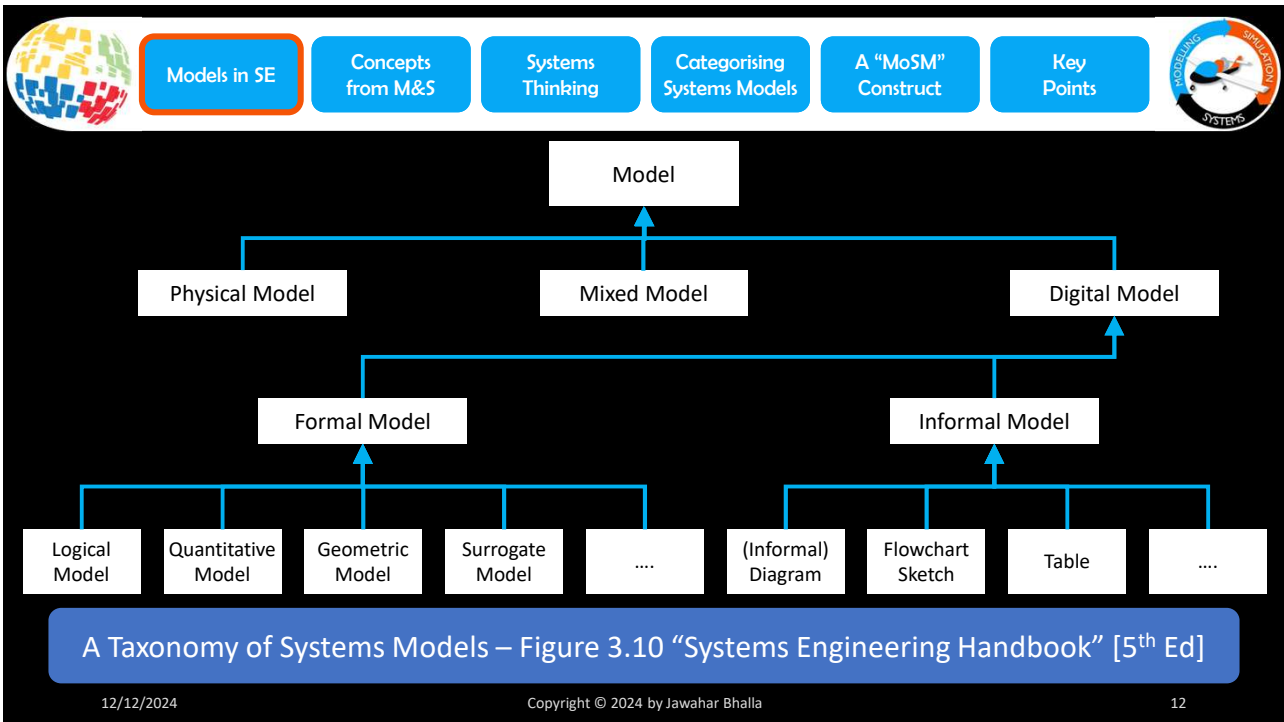 Models in SE
Concepts
from M&S
Systems
Thinking
Categorising
Systems Models
A “MoSM”
Construct
Key
Points
MODELLING
SIMULATION
SYSTEMS
Model
Physical Model
Mixed Model
Digital Model
Formal Model
Informal Model
Logical
Model
Quantitative
Model
Geometric
Model
Surrogate
Model
....
(Informal)
Diagram
Flowchart
Sketch
Table
....
A Taxonomy of Systems Models – Figure 3.10 “Systems Engineering Handbook” [5th Ed]
12/12/2024
Copyright © 2024 by Jawahar Bhalla
12